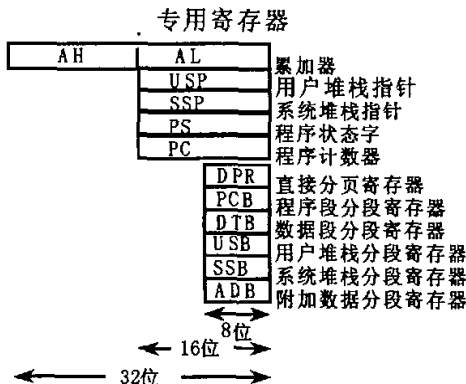 专用寄存器
AH AL 累加器
USP 用户堆栈指针
SSP 系统堆栈指针
PS 程序状态字
PC 程序计数器
DPR 直接分页寄存器
PCB 程序段分段寄存器
DTB 数据段分段寄存器
USB 用户堆栈分段寄存器
SSB 系统堆栈分段寄存器
ADB 附加数据分段寄存器
8位
16位
32位